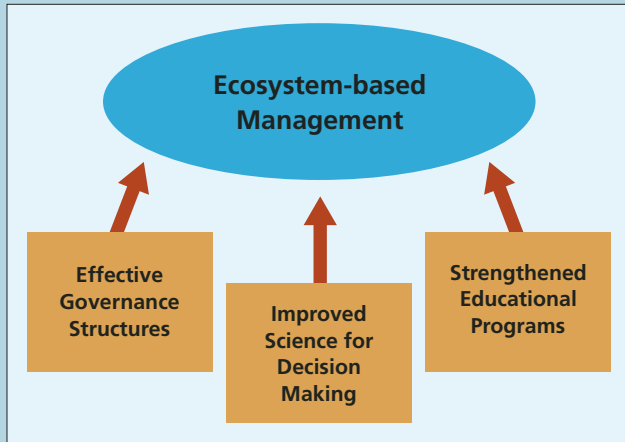 Ecosystem-based
Management
Effective
Governance
Structures
Improved
Science for
Decision
Making
Strengthened
Educational
Programs